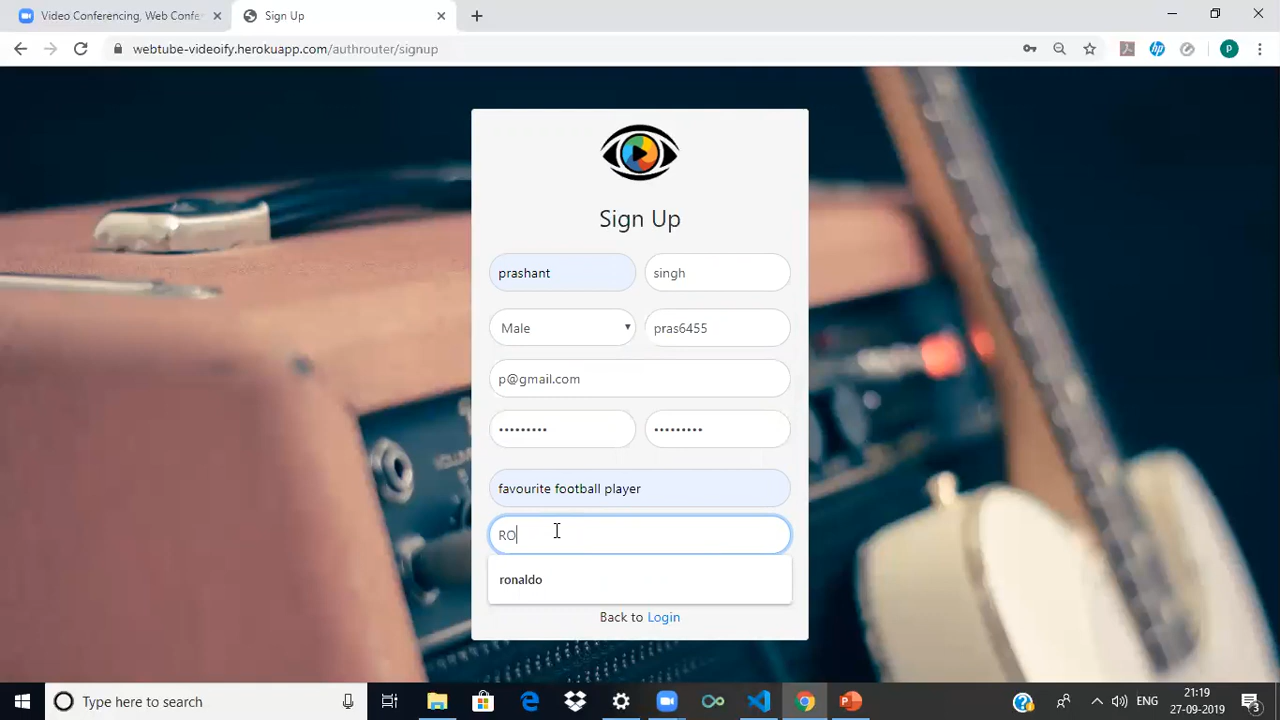 Video Conferencing, Web Confe
Sign Up
webtube-videoify.herokuapp.com/authrouter/signup
P
Sign Up
prashant
singh
Male
pras6455
p@gmail.com
•••••••••
•••••••••
favourite football player
RO
ronaldo
Back to Login
VOLUME
Type here to search
ENG
21:19
27-09-2019
3